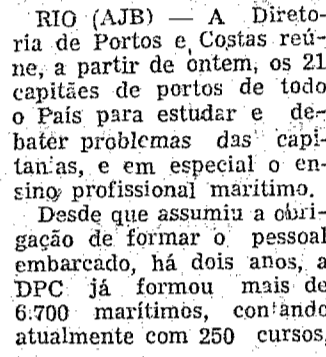 RIO (AJB) — A Direto-
ria de Portos e Costas reú-
ne, a partir de ontem, os 21
capitães de portos de todo
o País para estudar e de-
bater problemas das capi-
tanias, e em especial o en-
sino profissional marítimo.
Desde que assumiu a obri-
gação de formar o pessoal
embarcado, há dois anos, a
DPC já formou mais de
6.700 marítimos, contando
atualmente com 250 cursos,